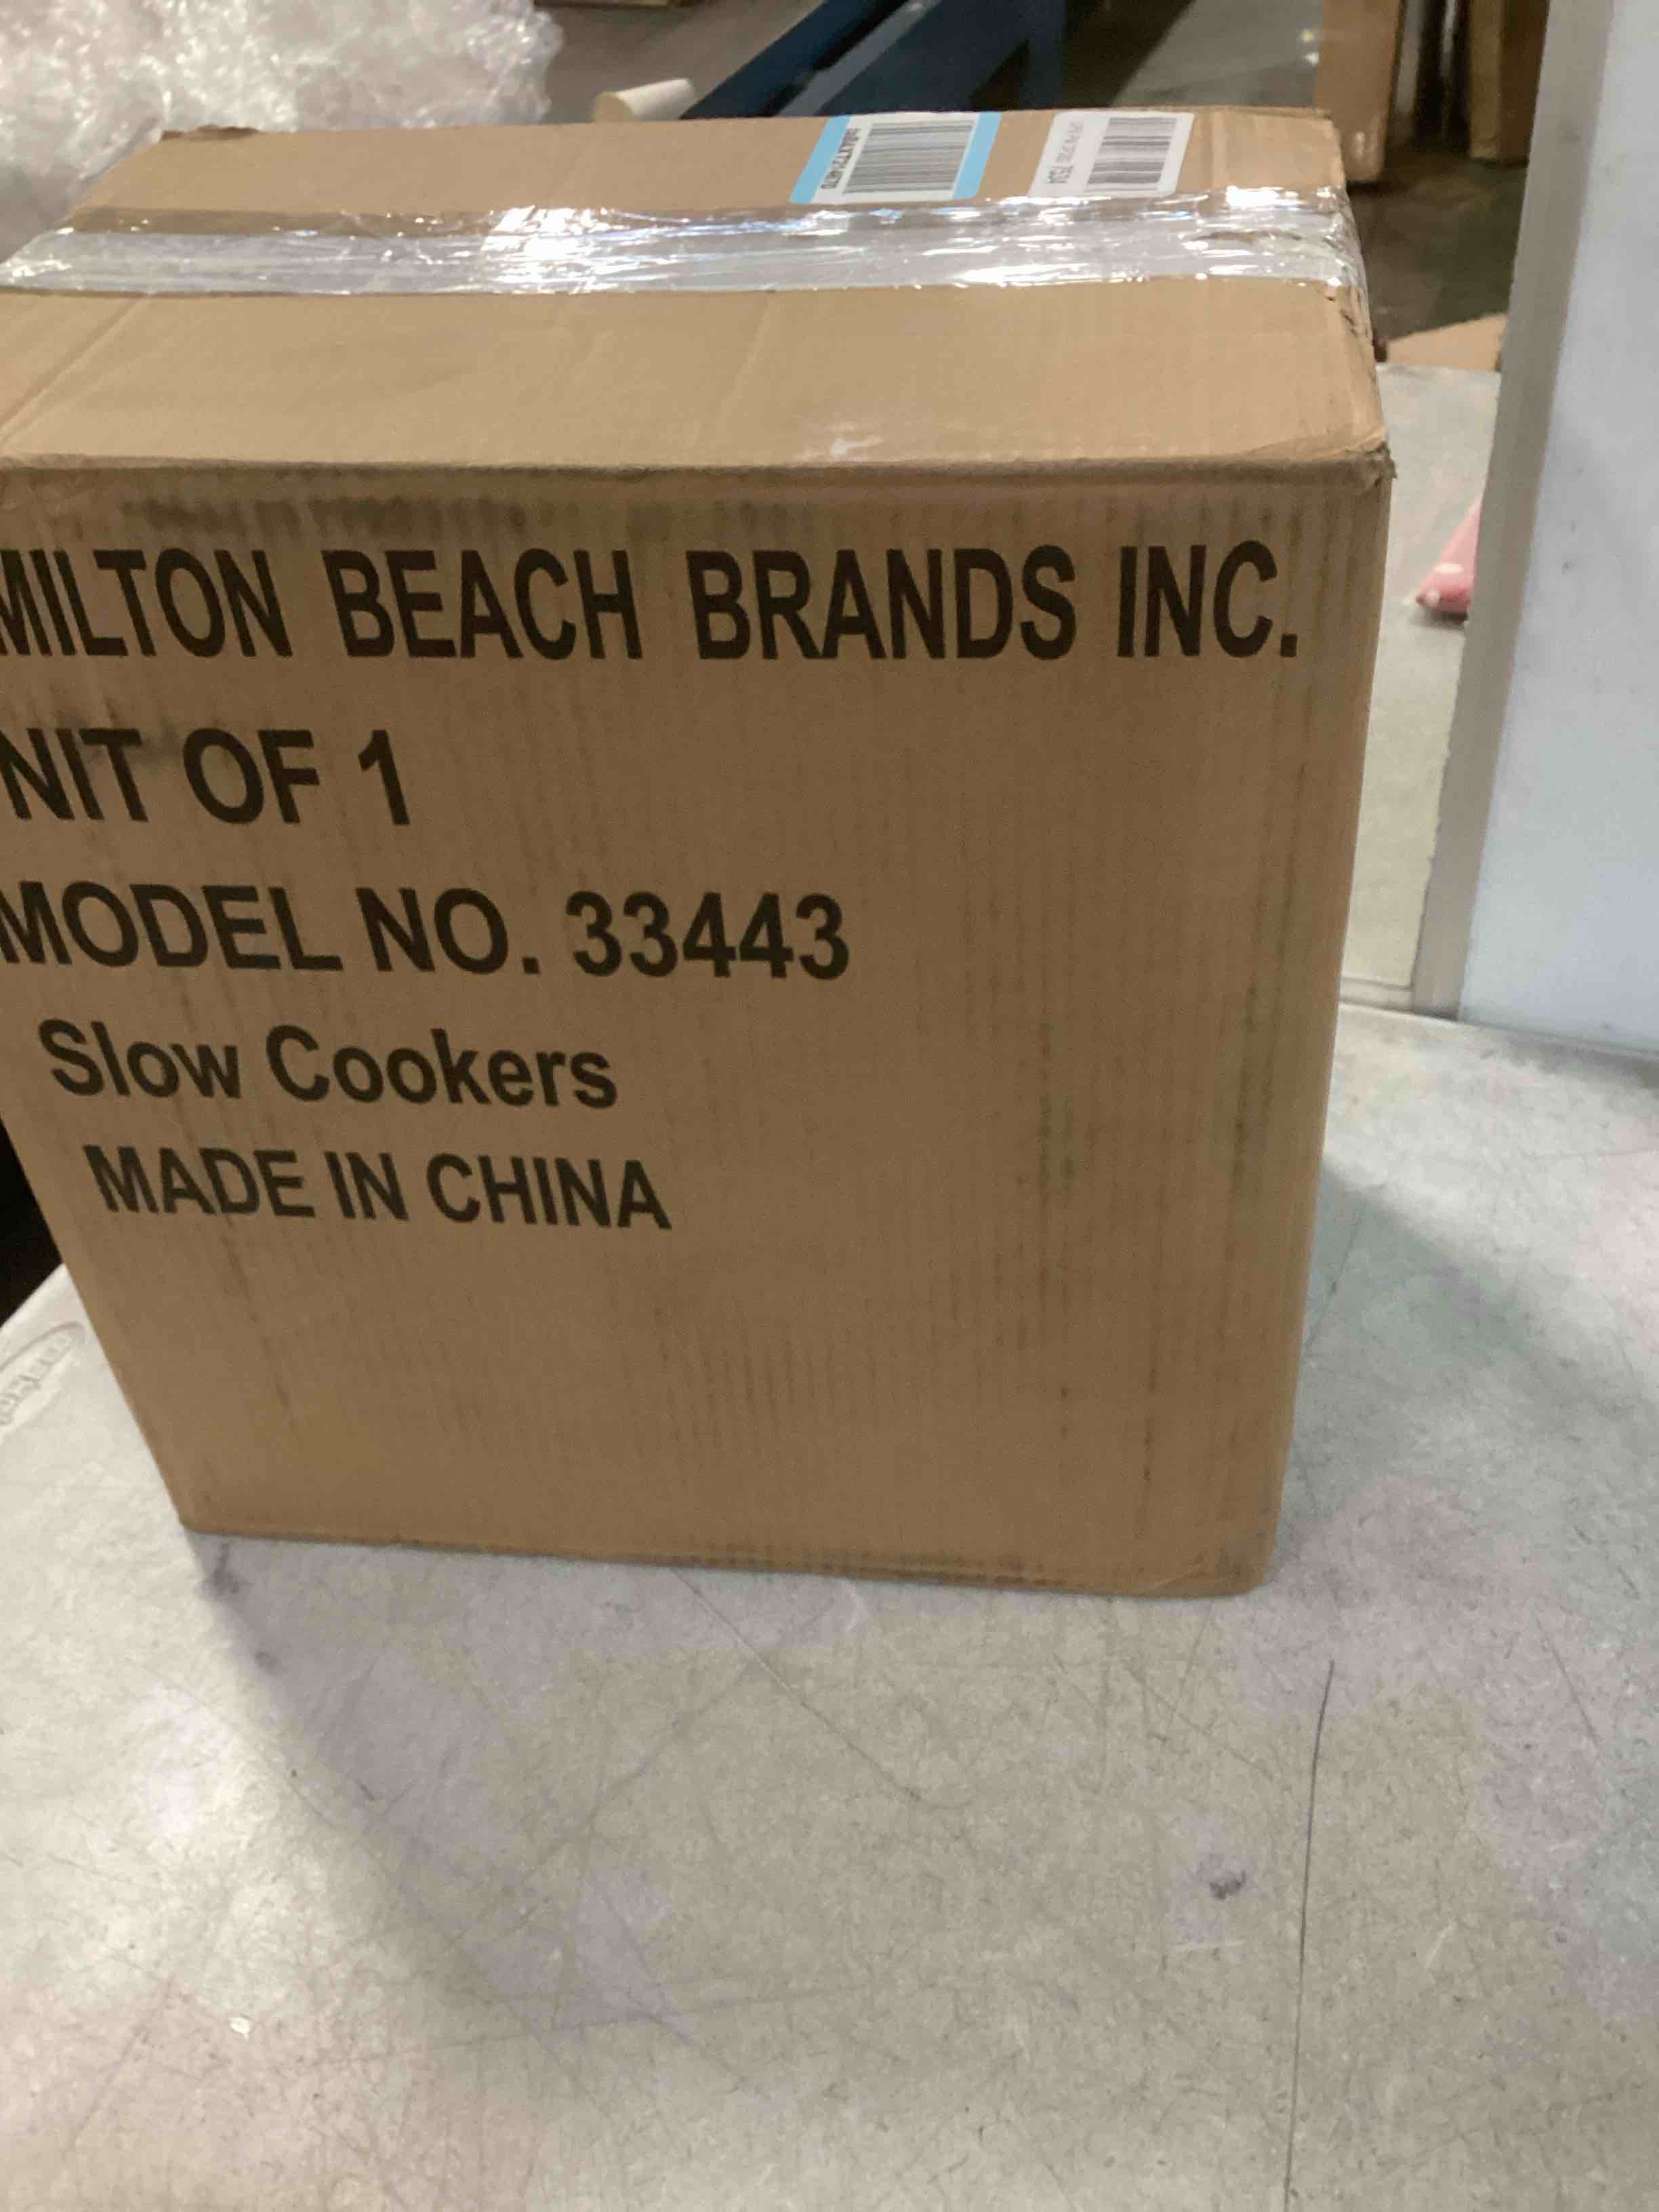 MILTON BEACH BRANDS INC.
NIT OF 1
MODEL NO. 33443
Slow Cookers
MADE IN CHINA